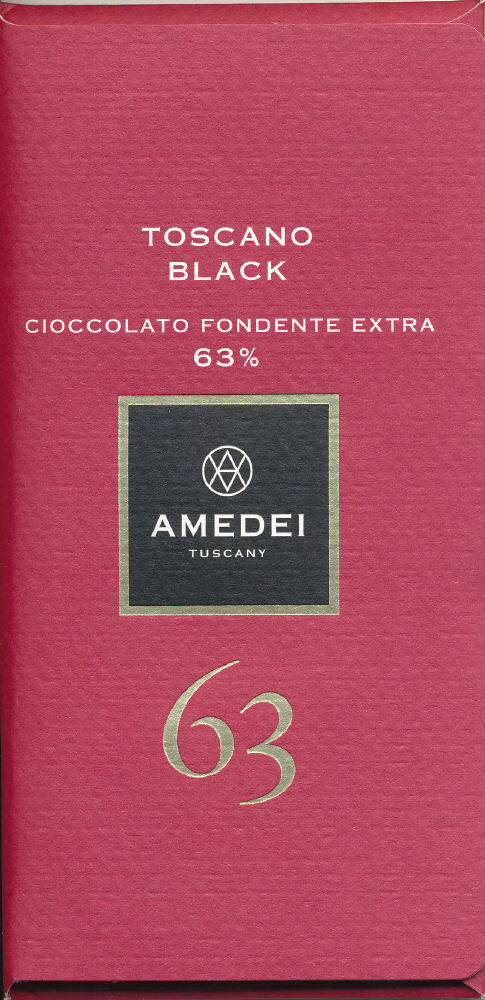 TOSCANO
BLACK
CIOCCOLATO FONDENTE EXTRA
63%
AMEDEI
TUSCANY
63